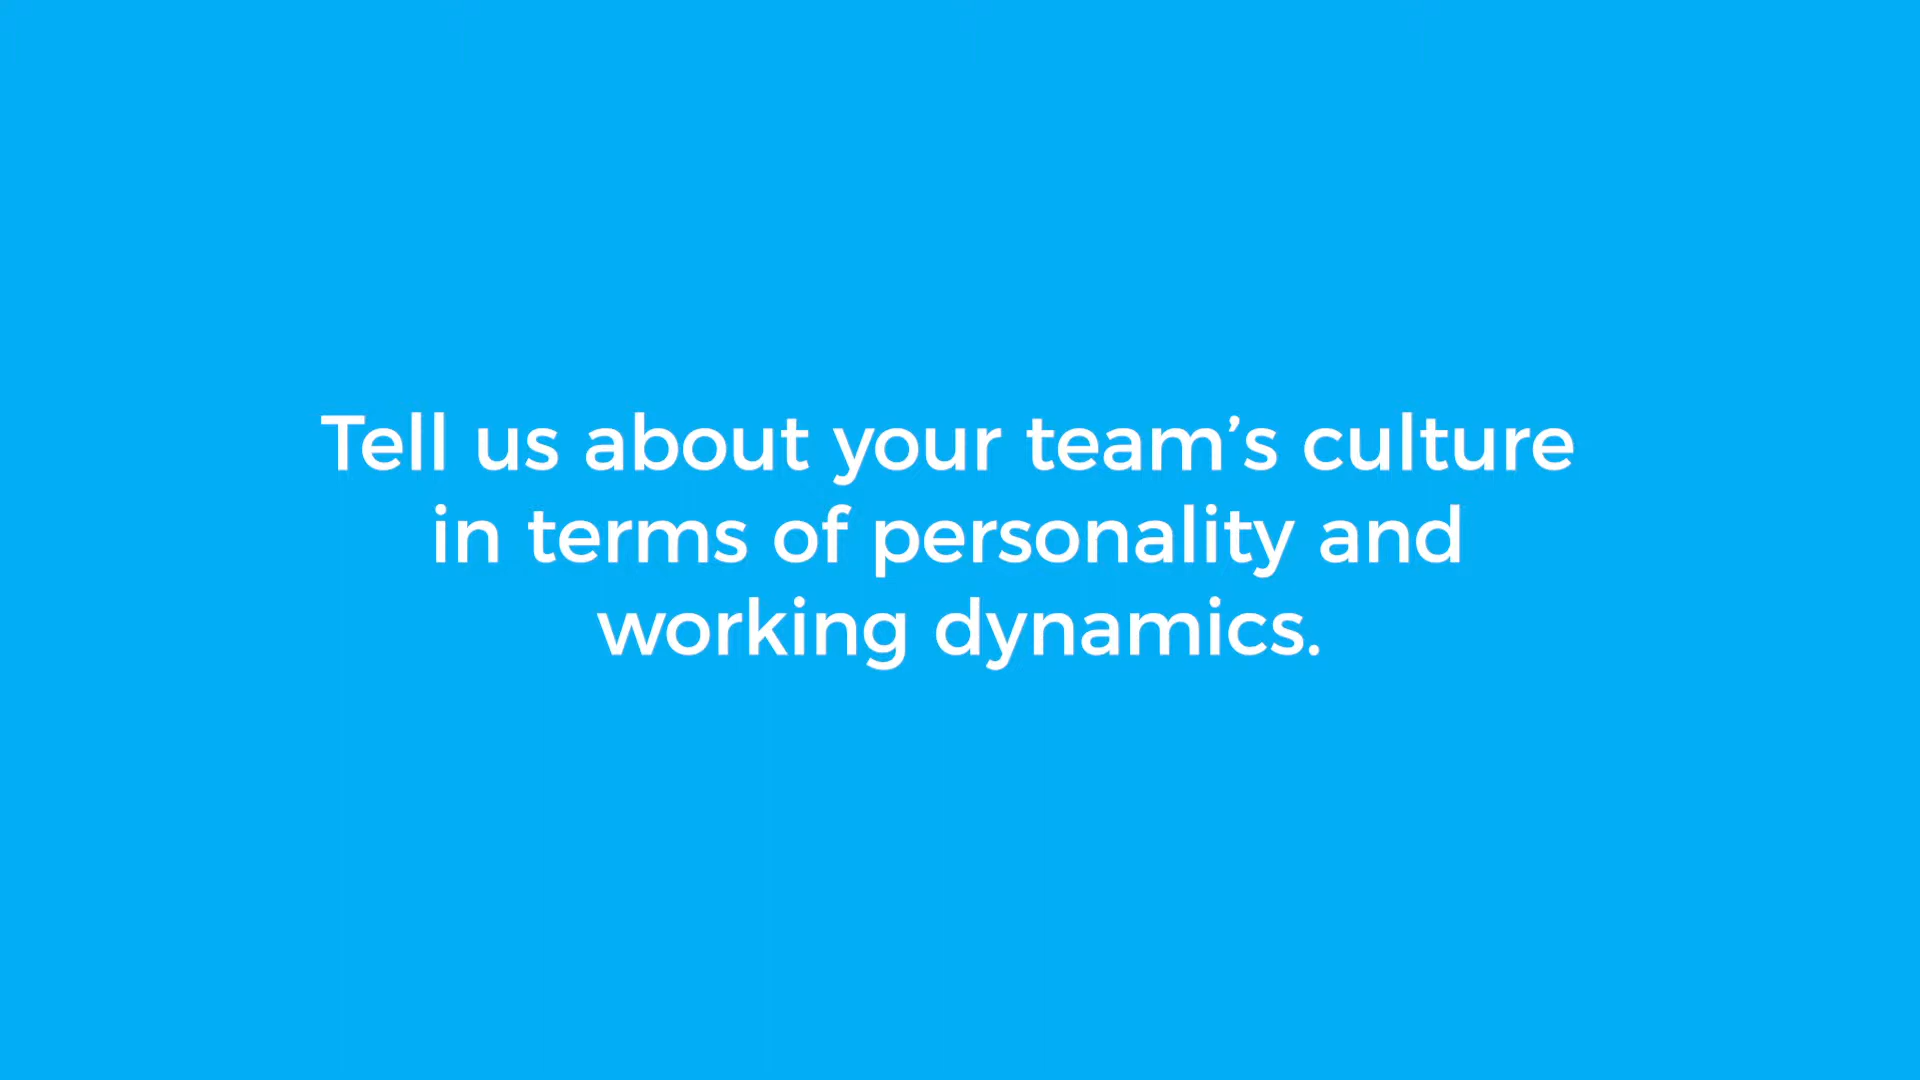 Tell us about your team’s culture
in terms of personality and
working dynamics.